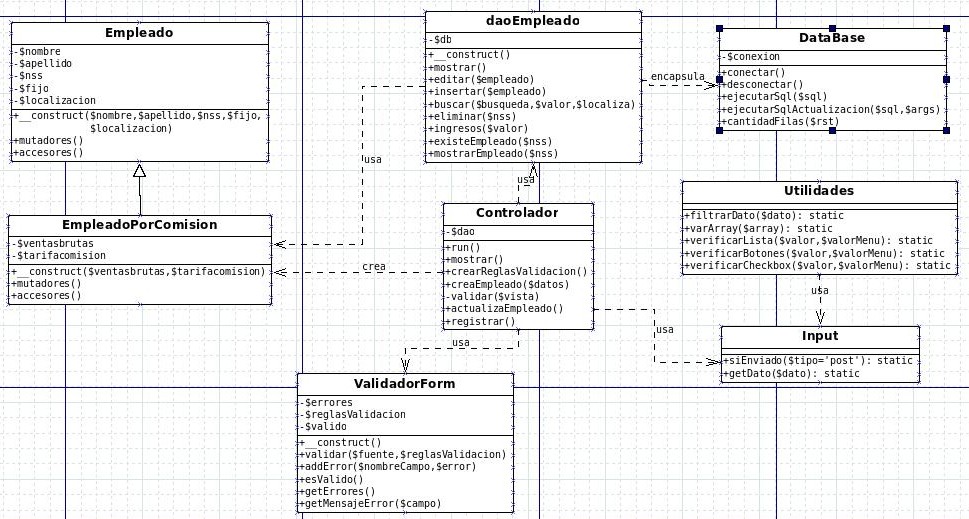 Empleado
-$nombre
-$apellido
-$nss
-$fijo
-$localizacion
+__construct($nombre,$apellido,$nss,$fijo,
$localizacion)
+mutadores()
+accesores()
daoEmpleado
-$db
+__construct()
+mostrar()
+editar($empleado)
+insertar($empleado)
+buscar($busqueda,$valor,$localiza)
+eliminar($nss)
+ingresos($valor)
+existeEmpleado($nss)
+mostrarEmpleado($nss)
encapsula
DataBase
-$conexion
+conectar()
+desconectar()
+ejecutarSql($sql)
+ejecutarSqlActualizacion($sql,$args)
+cantidadFilas($rst)
usa
usa
EmpleadoPorComision
-$ventasbrutas
-$tarifacomision
+__construct($ventasbrutas,$tarifacomision)
+mutadores()
+accesores()
crea
Controlador
-$dao
+run()
+mostrar()
+crearReglasValidacion()
+creaEmpleado($datos)
-validar($vista)
+actualizaEmpleado()
+registrar()
Utilidades
+filtrarDato($dato): static
+varArray($array): static
+verificarLista($valor,$valorMenu): static
+verificarBotones($valor,$valorMenu): static
+verificarCheckbox($valor,$valorMenu): static
usa
usa
usa
Input
+siEnviado($tipo='post'): static
+getDato($dato): static
ValidadorForm
-$errores
-$reglasValidacion
-$valido
+__construct()
+validar($fuente,$reglasValidacion)
+addError($nombreCampo,$error)
+esValido()
+getErrores()
+getMensajeError($campo)